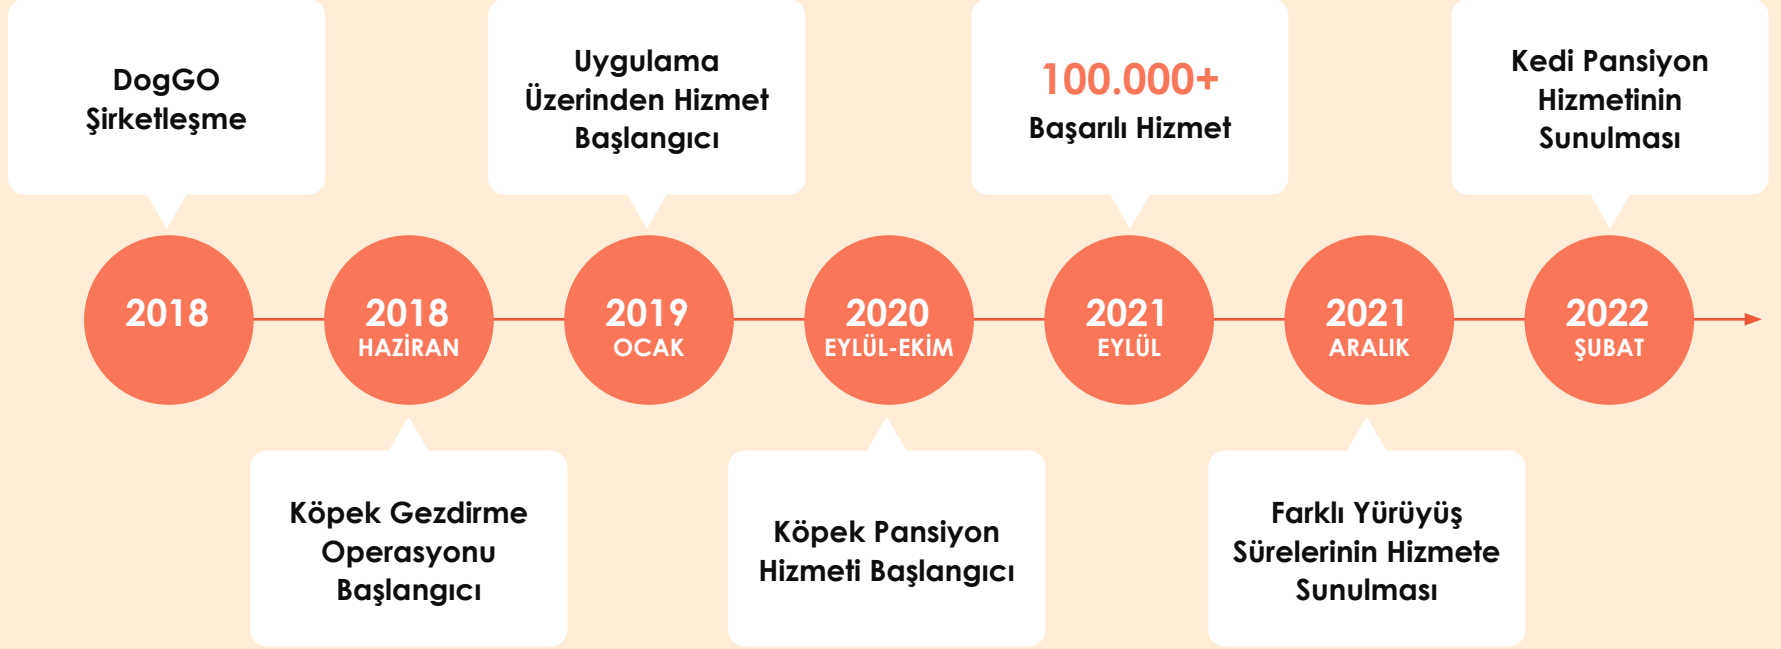 DogGO
Şirketleşme
Uygulama
Üzerinden Hizmet
Başlangıcı
100.000+
Başarılı Hizmet
Kedi Pansiyon
Hizmetinin
Sunulması
2018
2018
HAZİRAN
2019
OCAK
2020
EYLÜL-EKİM
2021
EYLÜL
2021
ARALIK
2022
ŞUBAT
Köpek Gezdirme
Operasyonu
Başlangıcı
Köpek Pansiyon
Hizmeti Başlangıcı
Farklı Yürüyüş
Sürelerinin Hizmete
Sunulması